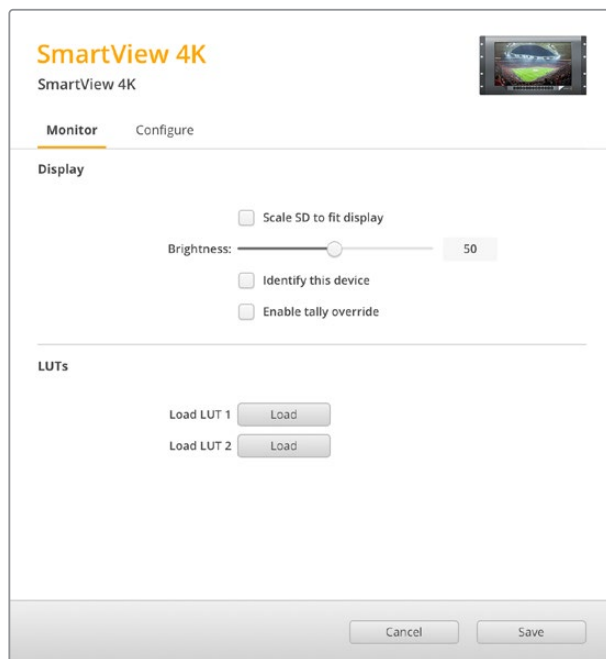 SmartView 4K
SmartView 4K
Monitor Configure
Display
Scale SD to fit display
Brightness: 50
Identify this device
Enable tally override
LUTs
Load LUT 1 Load
Load LUT 2 Load
Cancel Save